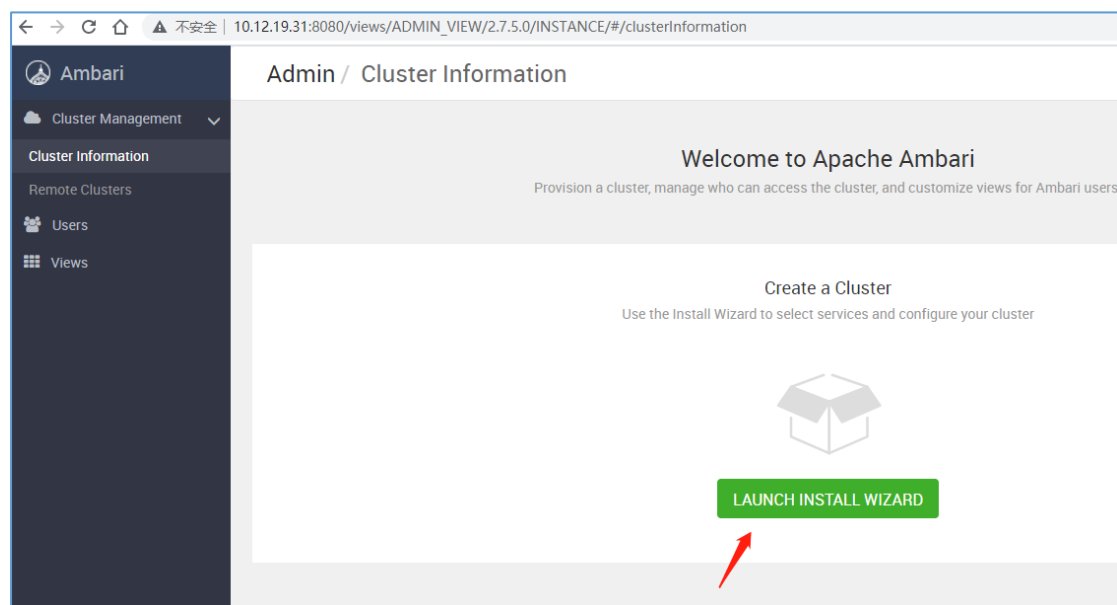 不安全 | 10.12.19.31:8080/views/ADMIN_VIEW/2.7.5.0/INSTANCE/#/clusterInformation
Ambari
Admin / Cluster Information
Cluster Management
Cluster Information
Remote Clusters
Users
Views
Welcome to Apache Ambari
Provision a cluster, manage who can access the cluster, and customize views for Ambari users
Create a Cluster
Use the Install Wizard to select services and configure your cluster
LAUNCH INSTALL WIZARD